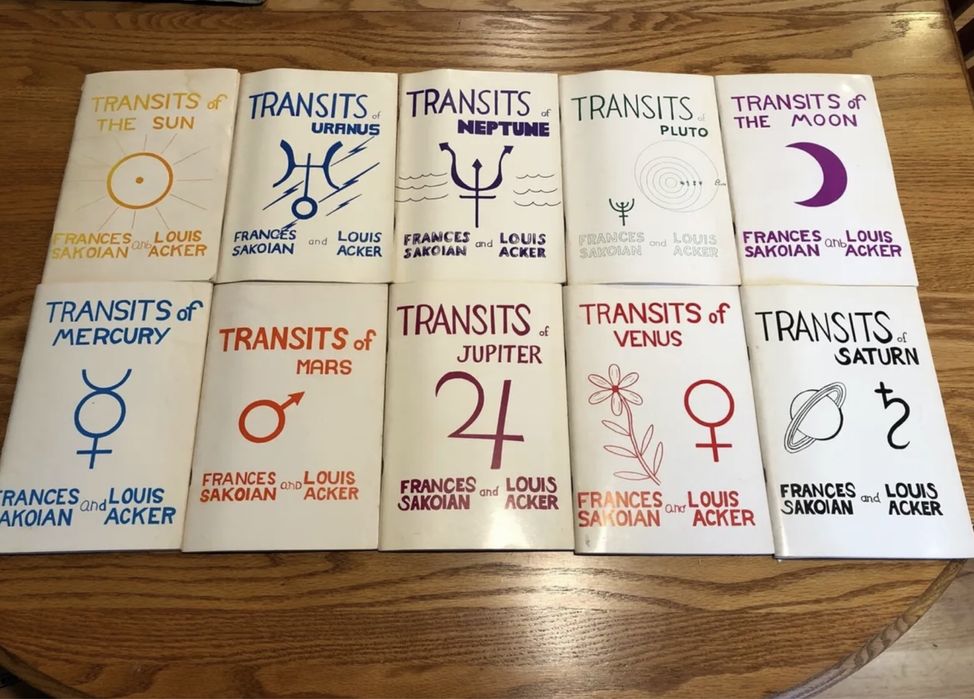 TRANSITS of
THE SUN
FRANCES and LOUIS
SAKOIAN ACKER
TRANSITS of
URANUS
FRANCES and LOUIS
SAKOIAN ACKER
TRANSITS of
NEPTUNE
FRANCES and LOUIS
SAKOIAN ACKER
TRANSITS of
PLUTO
FRANCES and LOUIS
SAKOIAN ACKER
TRANSITS of
THE MOON
FRANCES and LOUIS
SAKOIAN ACKER
TRANSITS of
MERCURY
FRANCES and LOUIS
SAKOIAN ACKER
TRANSITS of
MARS
FRANCES and LOUIS
SAKOIAN ACKER
TRANSITS of
JUPITER
FRANCES and LOUIS
SAKOIAN ACKER
TRANSITS of
VENUS
FRANCES and LOUIS
SAKOIAN ACKER
TRANSITS of
SATURN
FRANCES and LOUIS
SAKOIAN ACKER